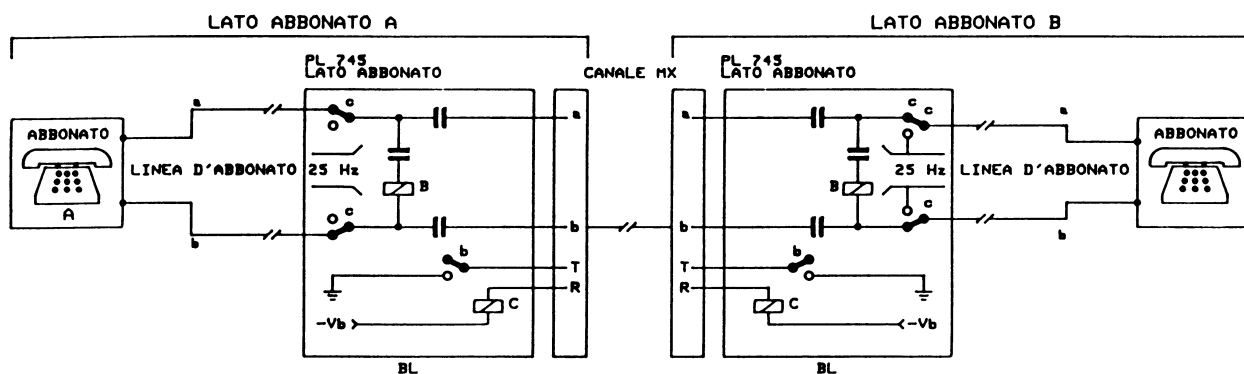 LATO ABBONATO A
LATO ABBONATO B
PL 745
LATO ABBONATO
CANALE MX
PL 745
LATO ABBONATO
a
c
a
a
c
c
a
ABBONATO
ABBONATO
LINEA D'ABBONATO
25 Hz
B
B
25 Hz
LINEA D'ABBONATO
A
c
b
b
b
c
b
b
b
T
T
R
R
C
C
-Vb
-Vb
BL
BL